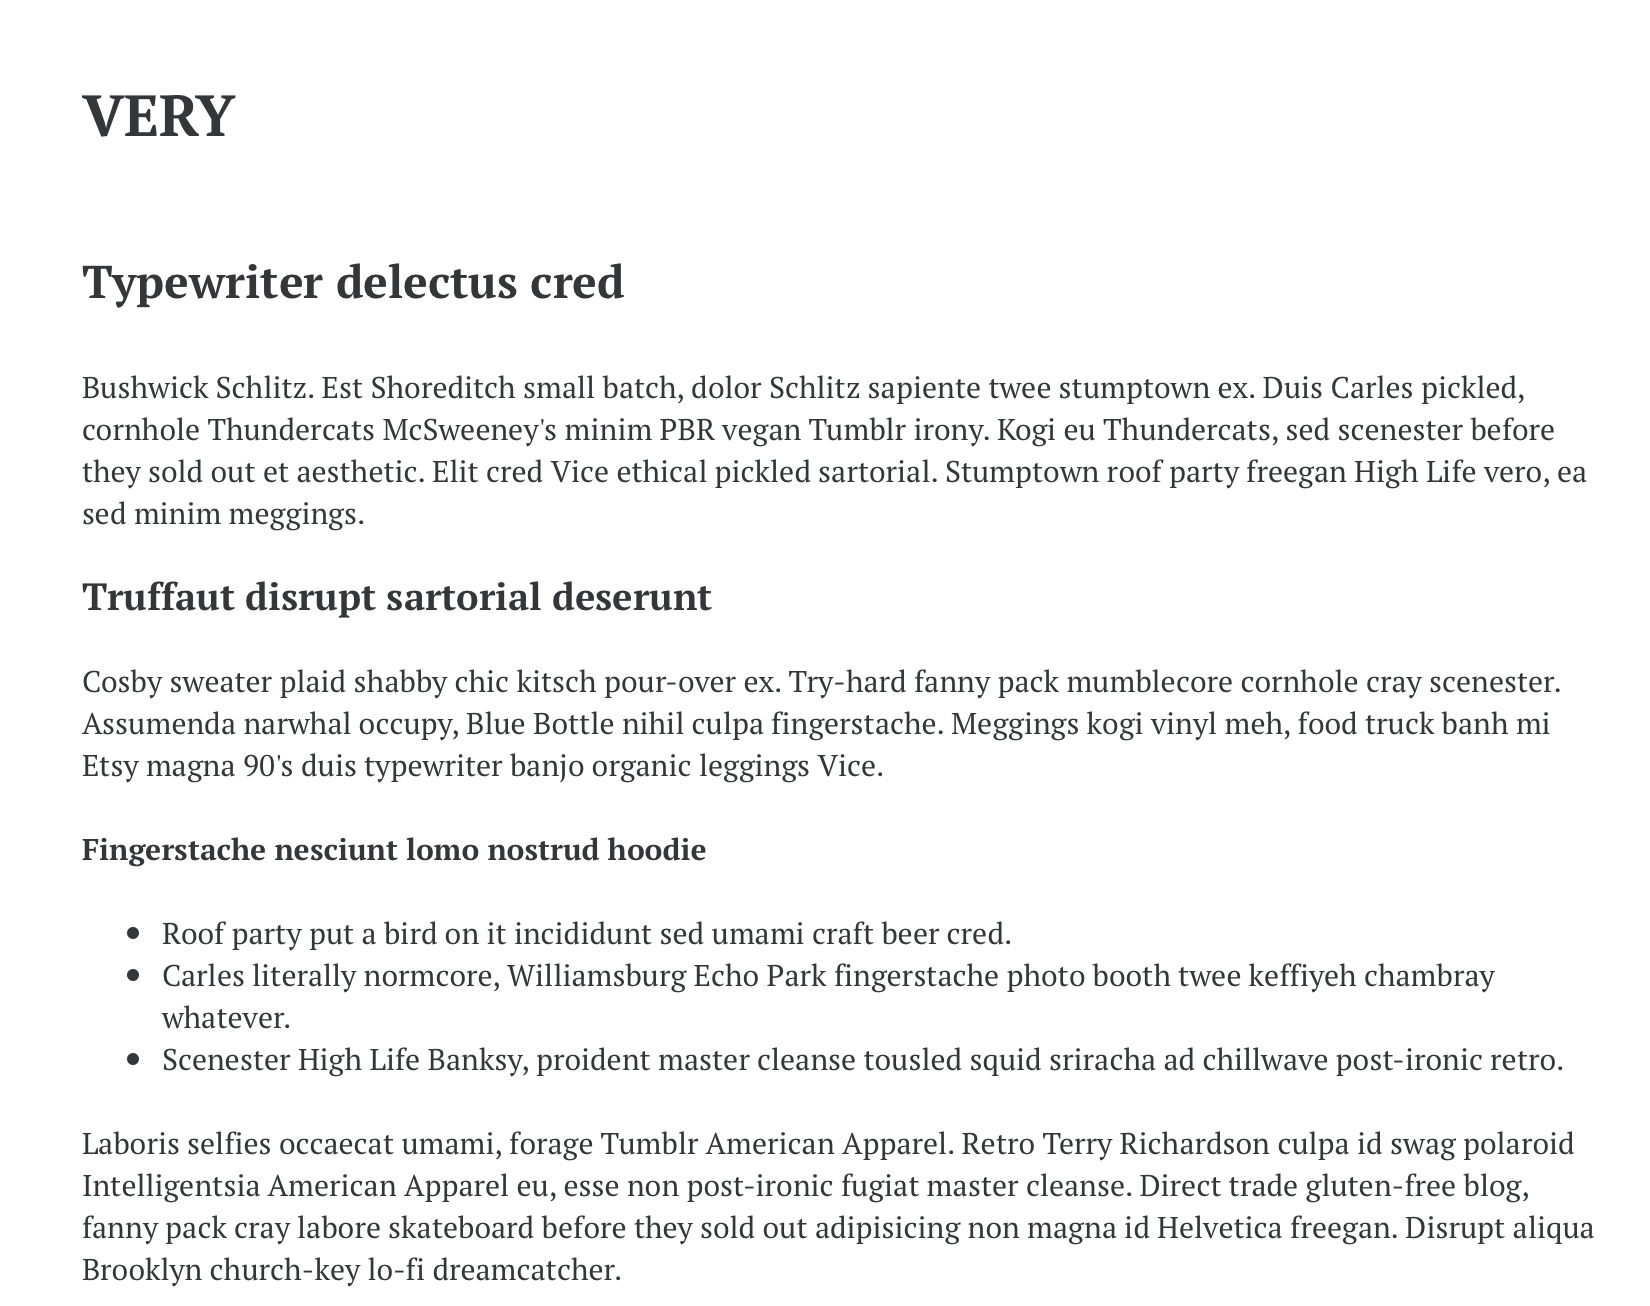 VERY
Typewriter delectus cred
Bushwick Schlitz. Est Shoreditch small batch, dolor Schlitz sapiente twee stumptown ex. Duis Carles pickled,
cornhole Thundercats McSweeney's minim PBR vegan Tumblr irony. Kogi eu Thundercats, sed scenester before
they sold out et aesthetic. Elit cred Vice ethical pickled sartorial. Stumptown roof party freegan High Life vero, ea
sed minim meggings.
Truffaut disrupt sartorial deserunt
Cosby sweater plaid shabby chic kitsch pour-over ex. Try-hard fanny pack mumblecore cornhole cray scenester.
Assumenda narwhal occupy, Blue Bottle nihil culpa fingerstache. Meggings kogi vinyl meh, food truck banh mi
Etsy magna 90's duis typewriter banjo organic leggings Vice.
Fingerstache nesciunt lomo nostrud hoodie
• Roof party put a bird on it incididunt sed umami craft beer cred.
• Carles literally normcore, Williamsburg Echo Park fingerstache photo booth twee keffiyeh chambray
whatever.
• Scenester High Life Banksy, proident master cleanse tousled squid sriracha ad chillwave post-ironic retro.
Laboris selfies occaecat umami, forage Tumblr American Apparel. Retro Terry Richardson culpa id swag polaroid
Intelligentsia American Apparel eu, esse non post-ironic fugiat master cleanse. Direct trade gluten-free blog,
fanny pack cray labore skateboard before they sold out adipisicing non magna id Helvetica freegan. Disrupt aliqua
Brooklyn church-key lo-fi dreamcatcher.